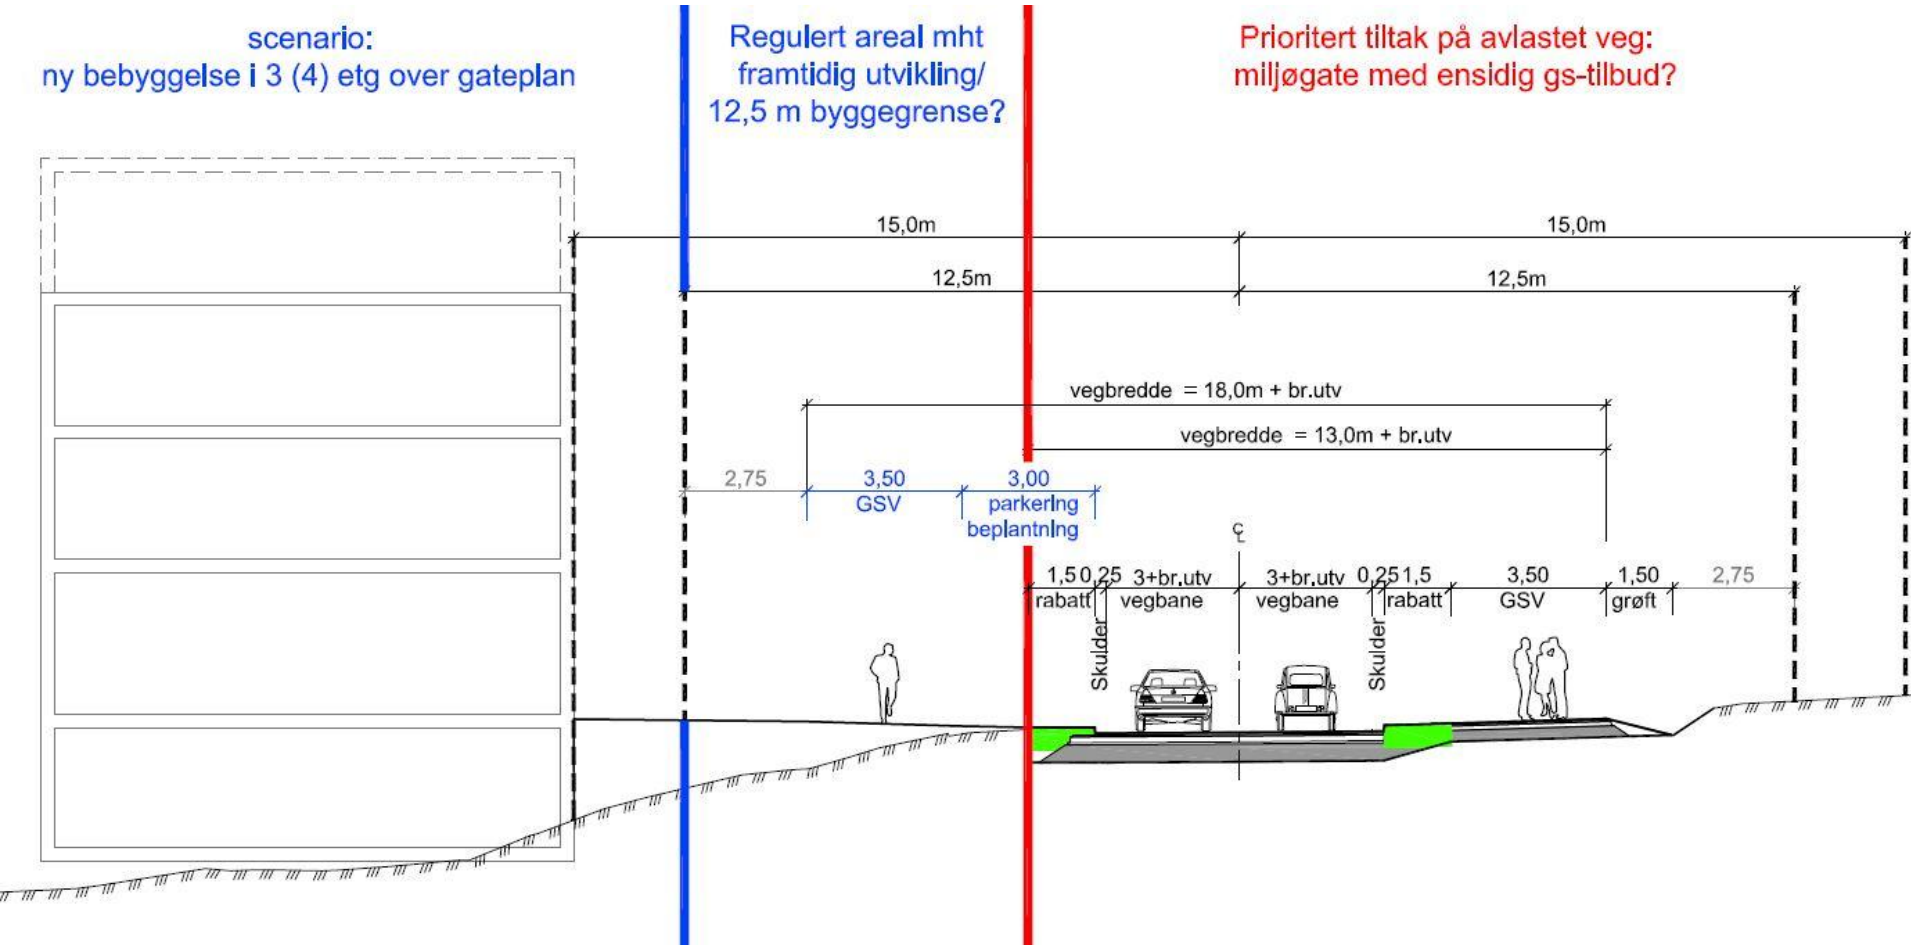 scenario:
ny bebyggelse i 3 (4) etg over gateplan
Regulert areal mht
framtidig utvikling/
12,5 m byggegrense?
Prioritert tiltak på avlastet veg:
miljøgate med ensidig gs-tilbud?
15,0m
15,0m
12,5m
12,5m
vegbredde = 18,0m + br.utv
vegbredde = 13,0m + br.utv
2,75
3,50
GSV
3,00
parkering
beplantning
℄
1,5
rabatt
0,25
Skulder
3+br.utv
vegbane
3+br.utv
vegbane
0,25
Skulder
1,5
rabatt
3,50
GSV
1,50
grøft
2,75